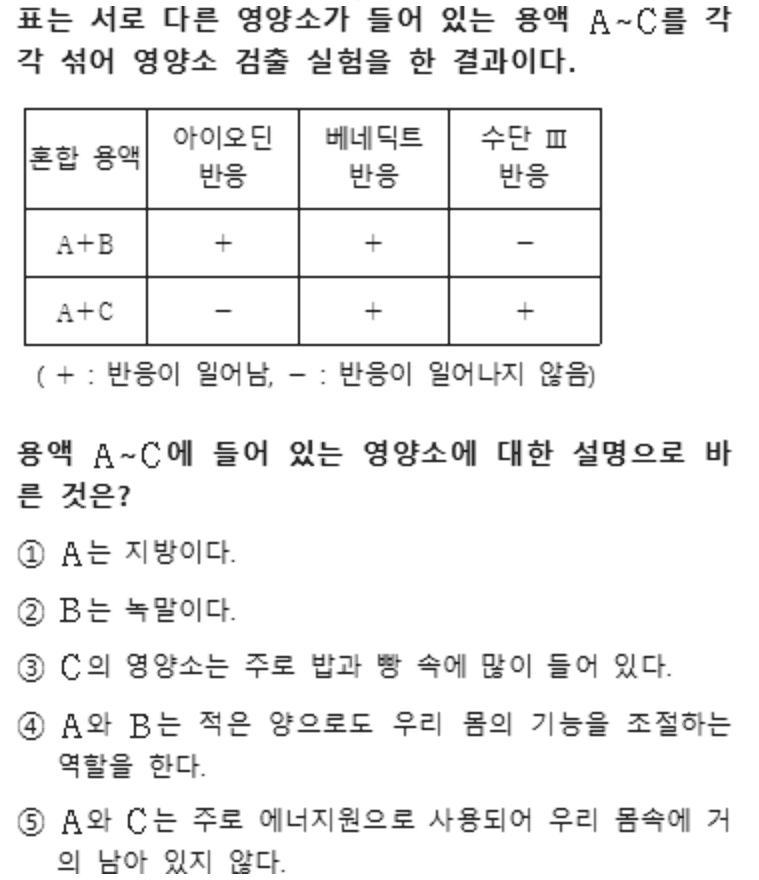 표는 서로 다른 영양소가 들어 있는 용액 A~C를 각
각 섞어 영양소 검출 실험을 한 결과이다.
혼합 용액 아이오딘 반응 베네딕트 반응 수단 Ⅲ 반응
A+B + + −
A+C − + +
( + : 반응이 일어남, − : 반응이 일어나지 않음)
용액 A~C에 들어 있는 영양소에 대한 설명으로 바
른 것은?
① A는 지방이다.
② B는 녹말이다.
③ C의 영양소는 주로 밥과 빵 속에 많이 들어 있다.
④ A와 B는 적은 양으로도 우리 몸의 기능을 조절하는
역할을 한다.
⑤ A와 C는 주로 에너지원으로 사용되어 우리 몸속에 거
의 남아 있지 않다.